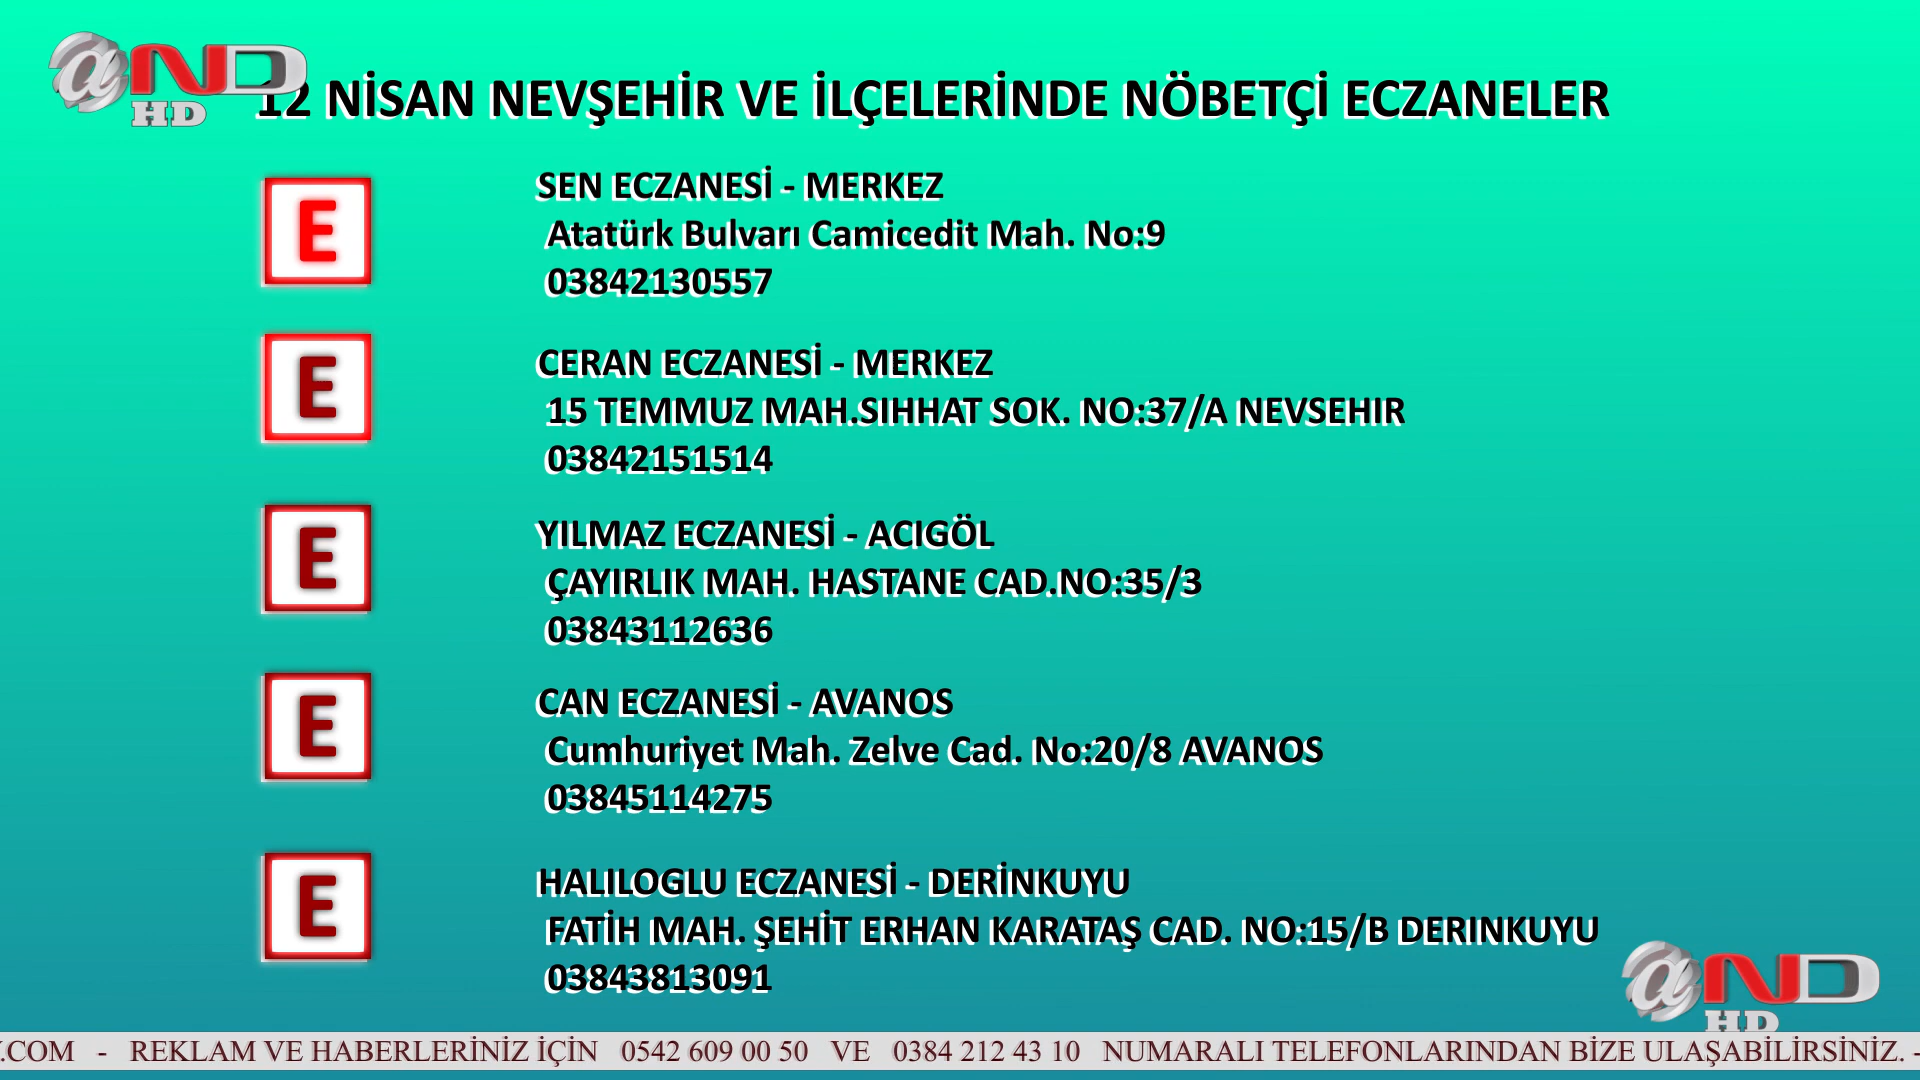 @ND
HD
12 NİSAN NEVŞEHİR VE İLÇELERİNDE NÖBETÇİ ECZANELER
E
SEN ECZANESİ - MERKEZ
Atatürk Bulvarı Camicedit Mah. No:9
03842130557
E
CERAN ECZANESİ - MERKEZ
15 TEMMUZ MAH.SIHHAT SOK. NO:37/A NEVSEHIR
03842151514
E
YILMAZ ECZANESİ - ACIGÖL
ÇAYIRLIK MAH. HASTANE CAD.NO:35/3
03843112636
E
CAN ECZANESİ - AVANOS
Cumhuriyet Mah. Zelve Cad. No:20/8 AVANOS
03845114275
E
HALILOGLU ECZANESİ - DERİNKUYU
FATİH MAH. ŞEHİT ERHAN KARATAŞ CAD. NO:15/B DERINKUYU
03843813091
@ND
HD
.COM - REKLAM VE HABERLERİNİZ İÇİN 0542 609 00 50 VE 0384 212 43 10 NUMARALI TELEFONLARINDAN BİZE ULAŞABİLİRSİNİZ. -